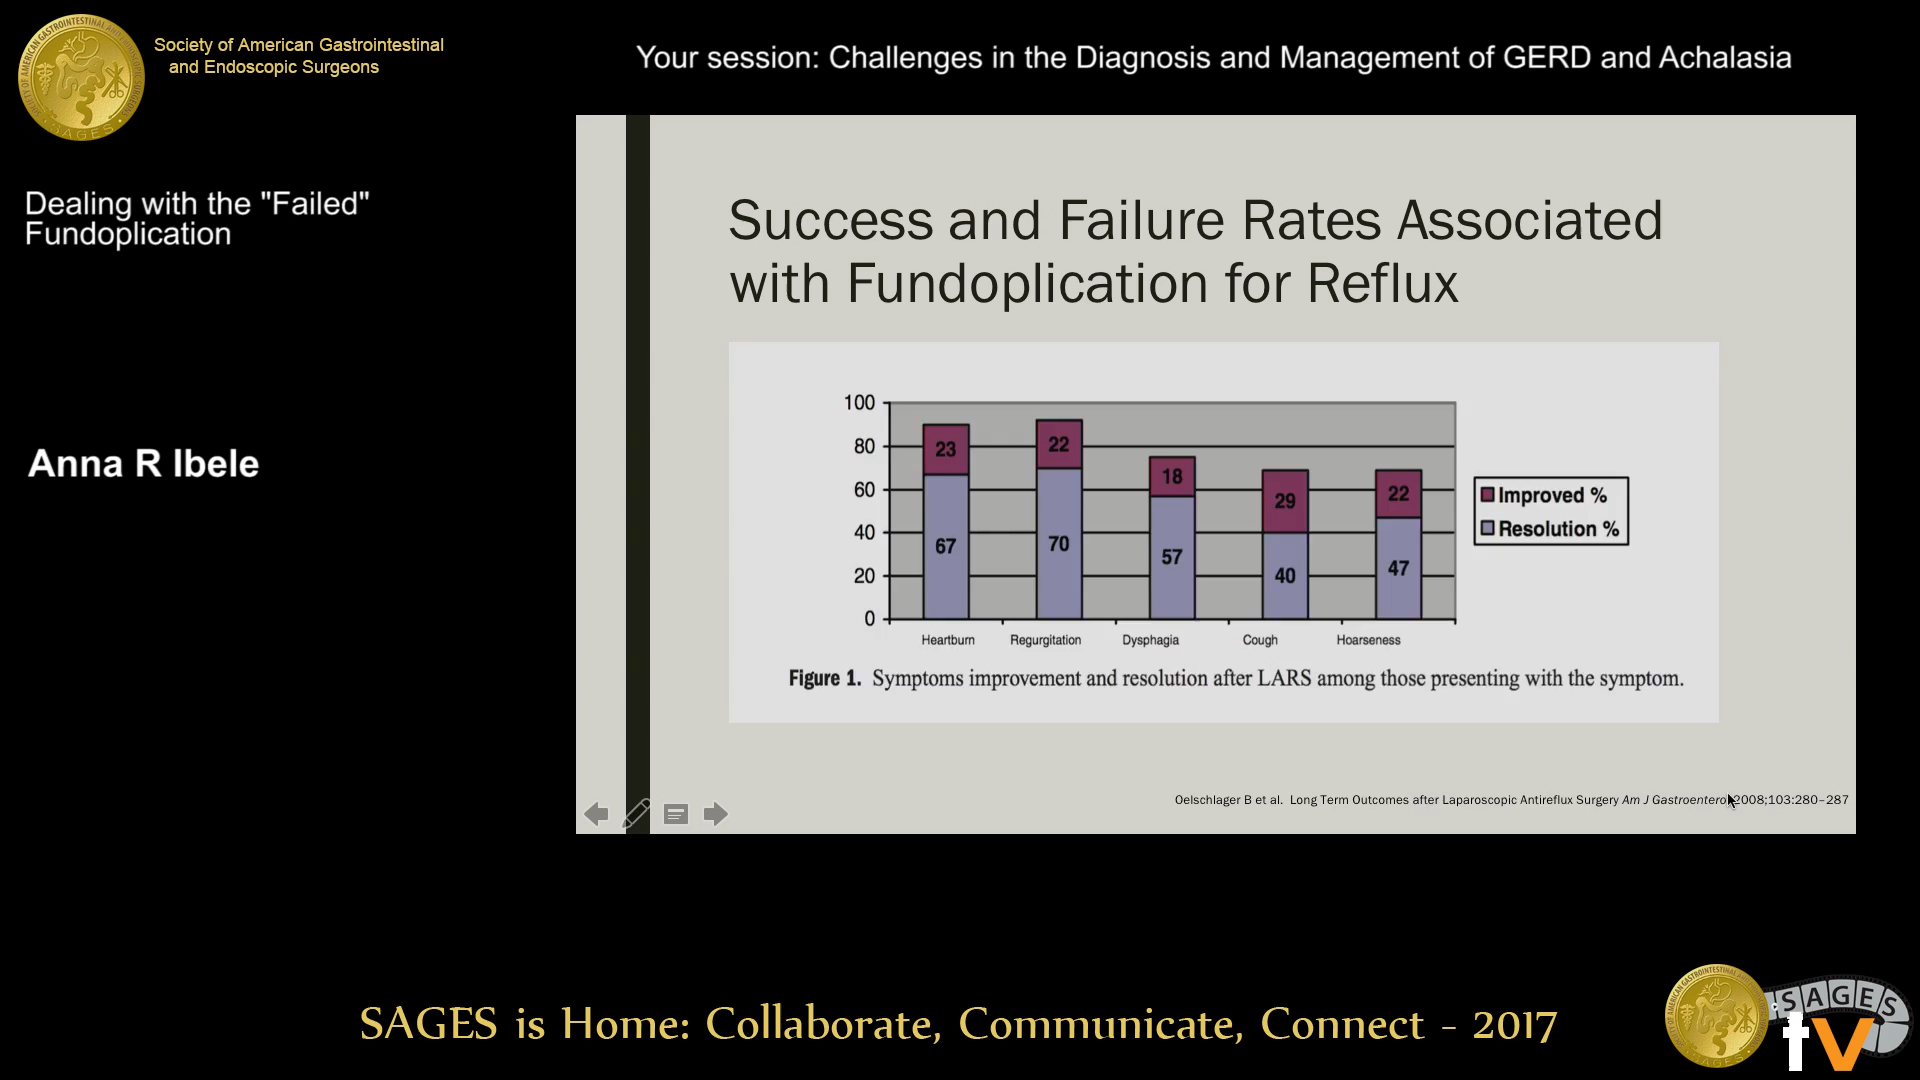 Society of American Gastrointestinal
and Endoscopic Surgeons
Your session: Challenges in the Diagnosis and Management of GERD and Achalasia
Dealing with the "Failed"
Fundoplication
Anna R Ibele
Success and Failure Rates Associated
with Fundoplication for Reflux
100
80
60
40
20
0
23
22
18
29
22
67
70
57
40
47
Heartburn
Regurgitation
Dysphagia
Cough
Hoarseness
Improved %
Resolution %
Figure 1. Symptoms improvement and resolution after LARS among those presenting with the symptom.
Oelschlager B et al. Long Term Outcomes after Laparoscopic Antireflux Surgery Am J Gastroenterol 2008;103:280–287
SAGES is Home: Collaborate, Communicate, Connect - 2017
SAGES
tv
SAGES